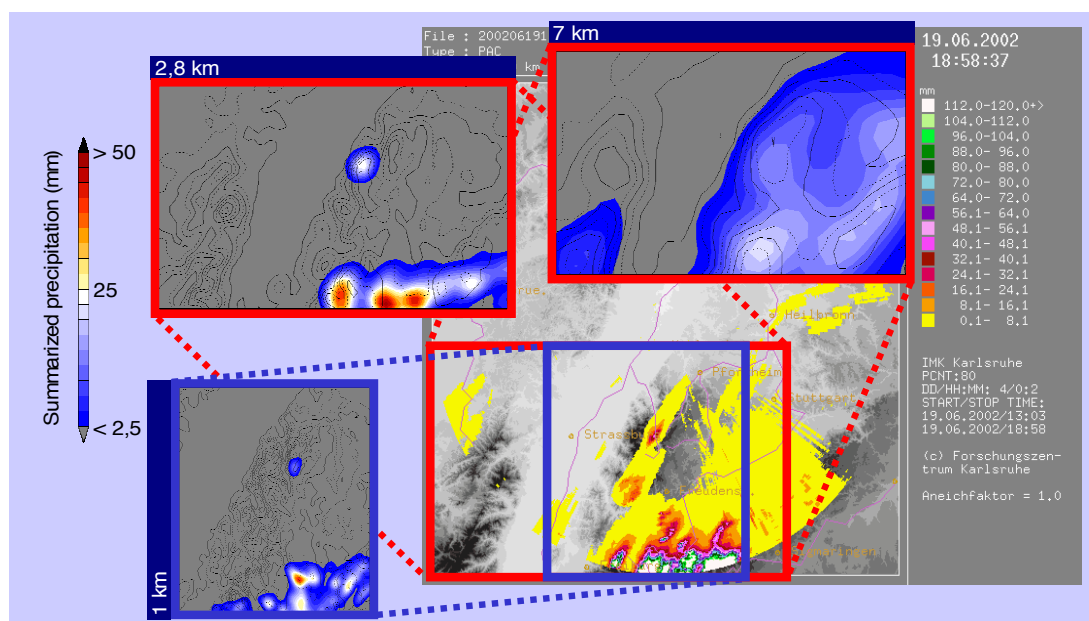 File : 200206191
Type : PAC
km
7 km
2,8 km
19.06.2002
18:58:37
mm
112.0-120.0+>
104.0-112.0
96.0-104.0
88.0- 96.0
80.0- 88.0
72.0- 80.0
64.0- 72.0
56.1- 64.0
48.1- 56.1
40.1- 48.1
32.1- 40.1
24.1- 32.1
16.1- 24.1
8.1- 16.1
0.1- 8.1
Summarized precipitation (mm)
> 50
25
< 2,5
rue.
Heilbronn
Pforzheim
Stuttgart
Strassbu
reudens.
1 km
IMK Karlsruhe
PCNT:80
DD/HH:MM: 4/0:2
START/STOP TIME:
19.06.2002/13:03
19.06.2002/18:58
(c) Forschungszen-
trum Karlsruhe
Aneichfaktor = 1.0